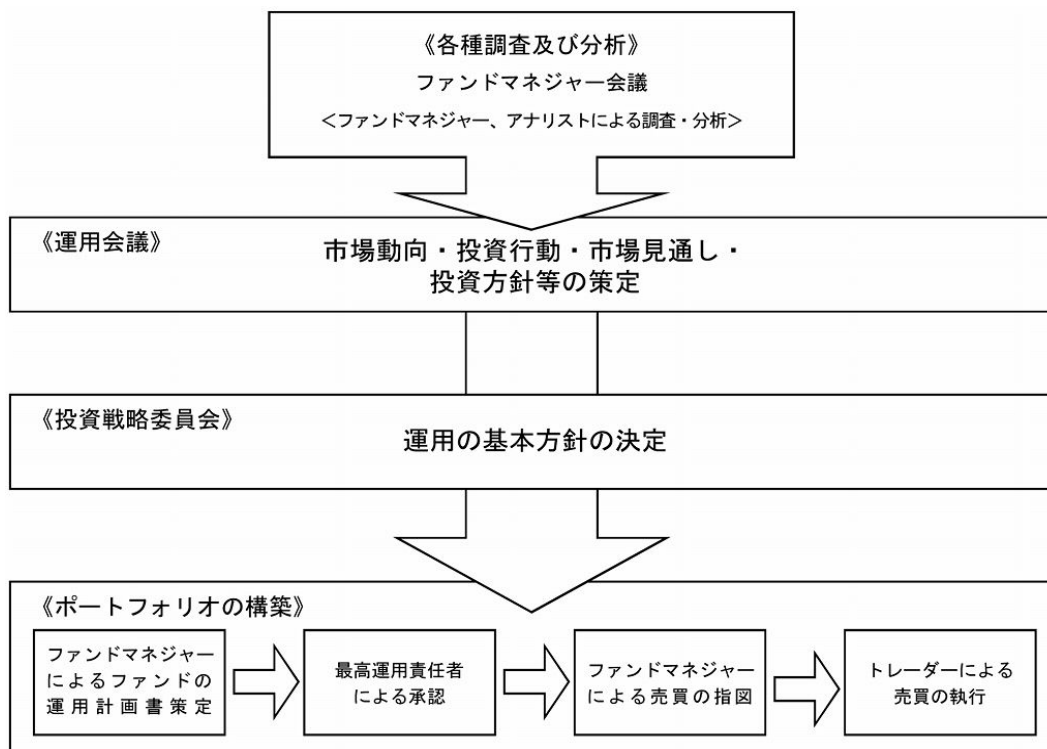 《各種調査及び分析》
ファンドマネジャー会議
＜ファンドマネジャー、アナリストによる調査・分析＞
《運用会議》
市場動向・投資行動・市場見通し・
投資方針等の策定
《投資戦略委員会》
運用の基本方針の決定
《ポートフォリオの構築》
ファンドマネジャー
によるファンドの
運用計画書策定
最高運用責任者
による承認
ファンドマネジャー
による売買の指図
トレーダーによる
売買の執行